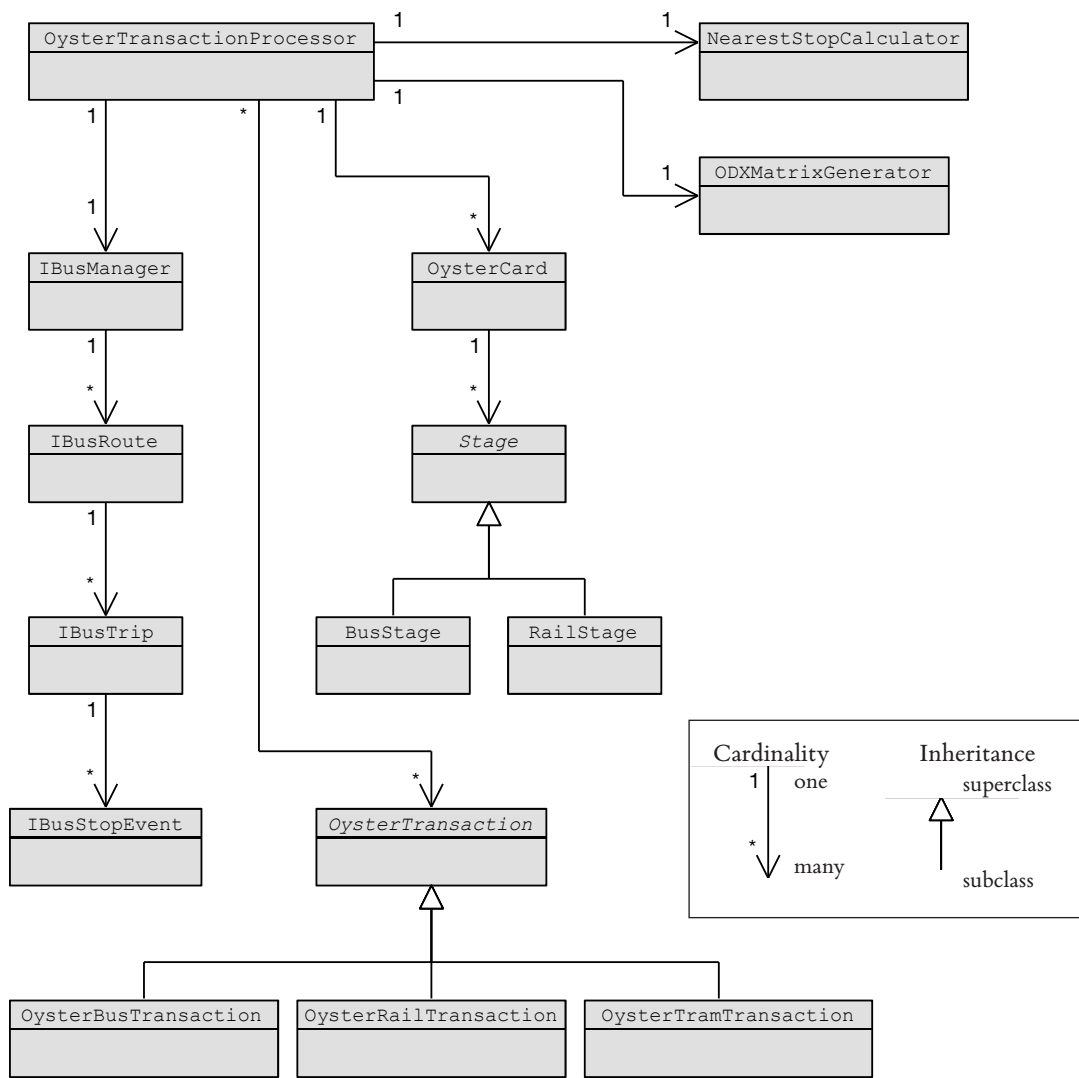 1 1
OysterTransactionProcessor NearestStopCalculator
1
1 * 1
1 ODXMatrixGenerator
1 *
IBusManager OysterCard
1 1
* *
IBusRoute Stage
1
*
IBusTrip BusStage RailStage
1
Cardinality Inheritance
1 one superclass
* *
* many
IBusStopEvent OysterTransaction
subclass
OysterBusTransaction OysterRailTransaction OysterTramTransaction